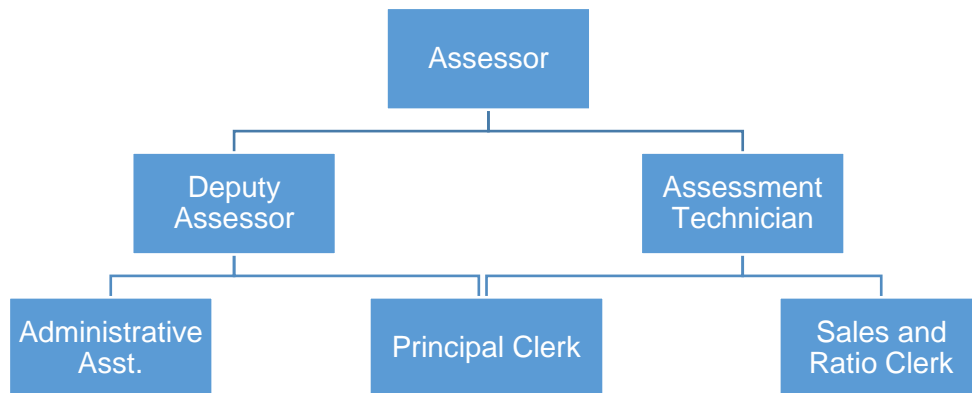 Assessor
Deputy
Assessor
Assessment
Technician
Administrative
Asst.
Principal Clerk
Sales and
Ratio Clerk